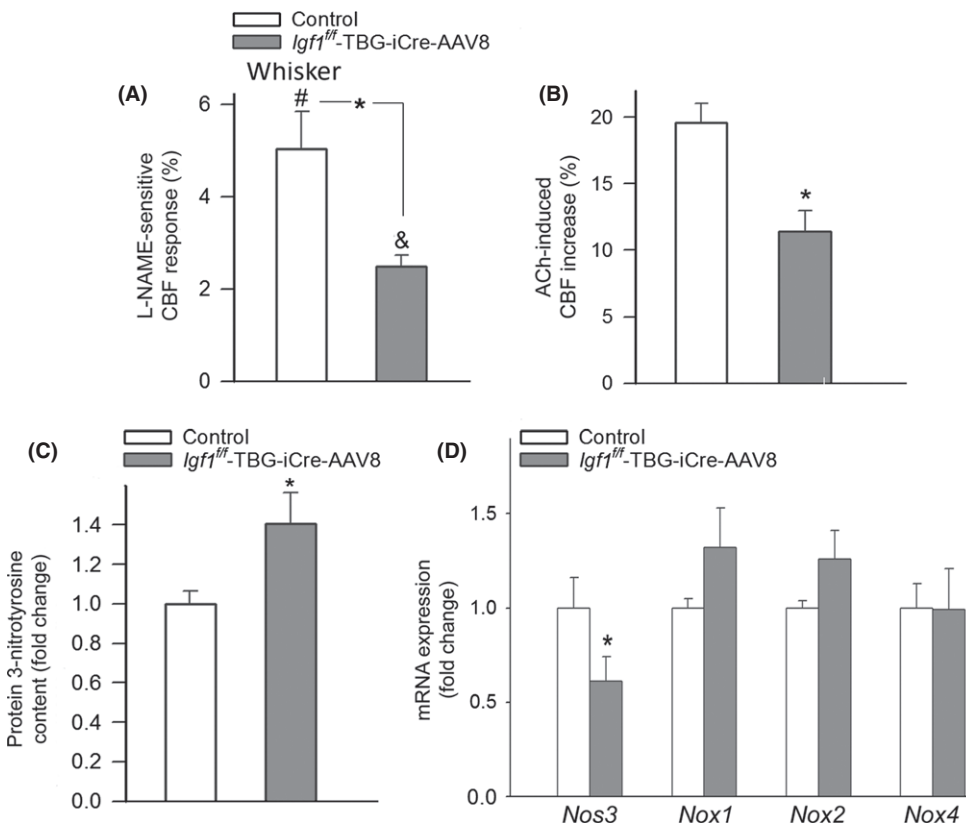 Control
Igf1f/f-TBG-iCre-AAV8
Whisker
(A)
# * &
6
4
2
0
L-NAME-sensitive
CBF response (%)
(B)
*
20
15
10
5
0
ACh-induced
CBF increase (%)
(C)
Control
Igf1f/f-TBG-iCre-AAV8
*
1.4
1.2
1.0
0.8
0.6
0.4
0.2
0.0
Protein 3-nitrotyrosine
content (fold change)
(D)
Control
Igf1f/f-TBG-iCre-AAV8
*
1.5
1.0
0.5
0.0
mRNA expression
(fold change)
Nos3 Nox1 Nox2 Nox4